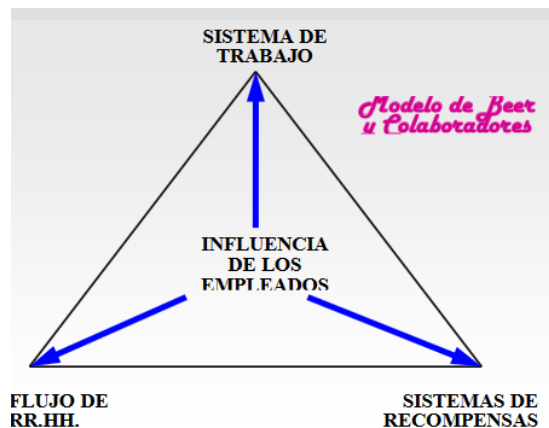 SISTEMA DE
TRABAJO
Modelo de Beer
y Colaboradores
INFLUENCIA
DE LOS
EMPLEADOS
FLUJO DE
RR.HH.
SISTEMAS DE
RECOMPENSAS